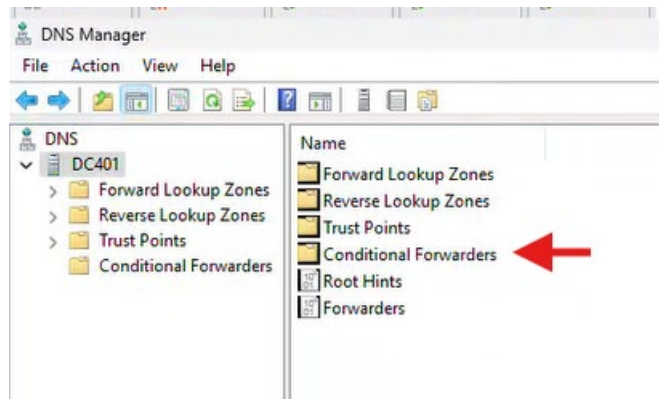 DNS Manager
File Action View Help
DNS
DC401
Forward Lookup Zones
Reverse Lookup Zones
Trust Points
Conditional Forwarders
Name
Forward Lookup Zones
Reverse Lookup Zones
Trust Points
Conditional Forwarders
Root Hints
Forwarders